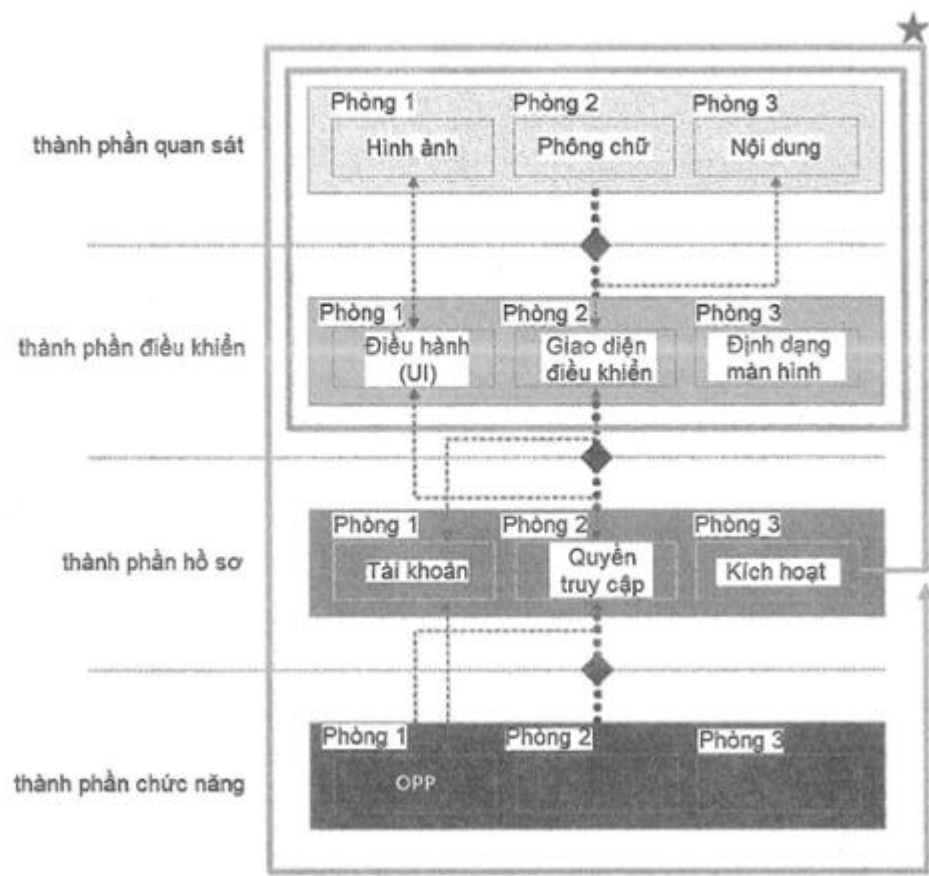 Phòng 1 Phòng 2 Phòng 3
thành phần quan sát
Hình ảnh Phông chữ Nội dung
Phòng 1 Phòng 2 Phòng 3
thành phần điều khiển
Điều hành
(UI)
Giao diện
điều khiển
Định dạng
màn hình
Phòng 1 Phòng 2 Phòng 3
thành phần hồ sơ
Tài khoản
Quyền
truy cập
Kích hoạt
Phòng 1 Phòng 2 Phòng 3
thành phần chức năng
OPP